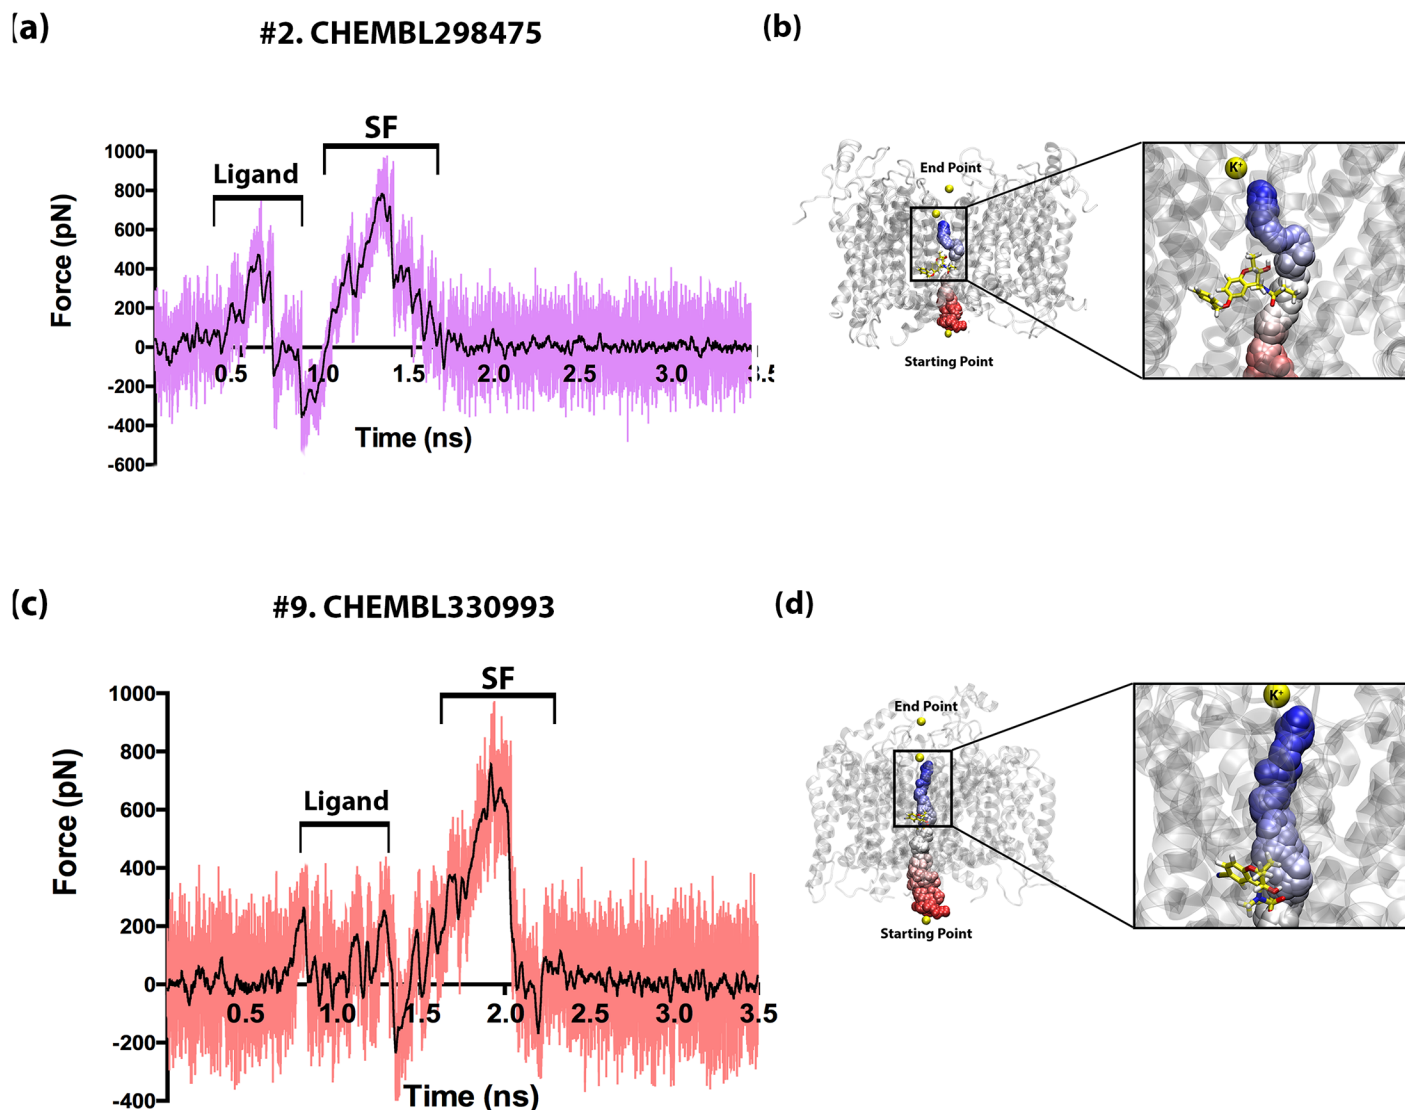 (a)
#2. CHEMBL298475
(b)
SF
Ligand
1000
800
600
400
200
0
-200
-400
-600
Force (pN)
0.5
1.0
1.5
2.0
2.5
3.0
3.5
Time (ns)
End Point
Starting Point
K+
(c)
#9. CHEMBL330993
(d)
SF
Ligand
1000
800
600
400
200
0
-200
-400
Force (pN)
0.5
1.0
1.5
2.0
2.5
3.0
3.5
Time (ns)
End Point
Starting Point
K+